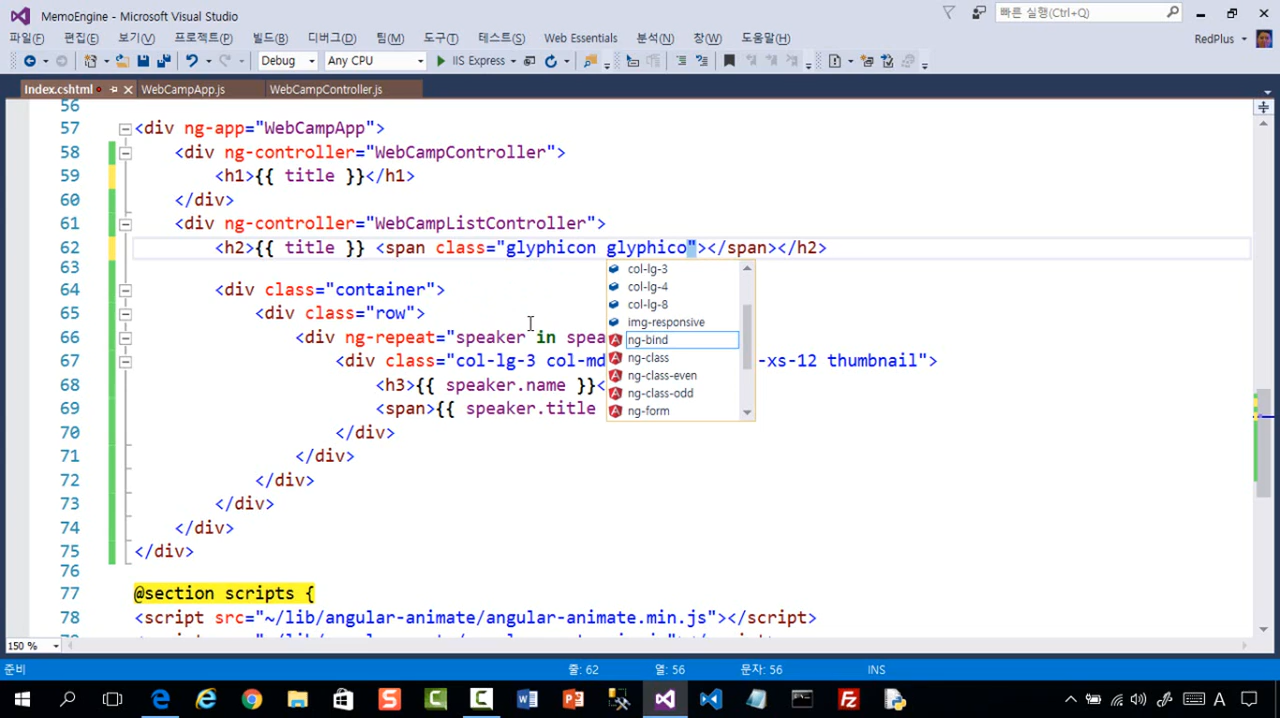 MemoEngine - Microsoft Visual Studio
빠른 실행(Ctrl+Q)
파일(F) 편집(E) 보기(V) 프로젝트(P) 빌드(B) 디버그(D) 팀(M) 도구(T) 테스트(S) Web Essentials 분석(N) 창(W) 도움말(H) RedPlus
Debug Any CPU IIS Express
Index.cshtml WebCampApp.js WebCampController.js
56
57 <div ng-app="WebCampApp">
58 <div ng-controller="WebCampController">
59 <h1>{{ title }}</h1>
60 </div>
61 <div ng-controller="WebCampListController">
62 <h2>{{ title }} <span class="glyphicon glyphico"></span></h2>
63
64 <div class="container">
65 <div class="row">
66 <div ng-repeat="speaker in spea
67 <div class="col-lg-3 col-md -xs-12 thumbnail">
68 <h3>{{ speaker.name }}<
69 <span>{{ speaker.title
70 </div>
71 </div>
72 </div>
73 </div>
74 </div>
75 </div>
76
77 @section scripts {
78 <script src="~/lib/angular-animate/angular-animate.min.js"></script>
col-lg-3
col-lg-4
col-lg-8
img-responsive
ng-bind
ng-class
ng-class-even
ng-class-odd
ng-form
150 %
준비 줄: 62 열: 56 문자: 56 INS